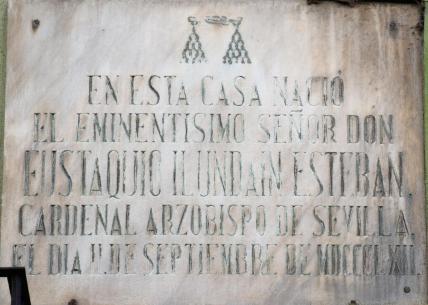 EN ESTA CASA NACIÓ
EL EMINENTISIMO SEÑOR DON
EUSTAQUIO ILUNDAiN ESTEBAN.
CARDENAL ARZOBISPO DE SEVILLA.
EL DIA 11. DE SEPTIEMBRE DE MDCCCLXII.